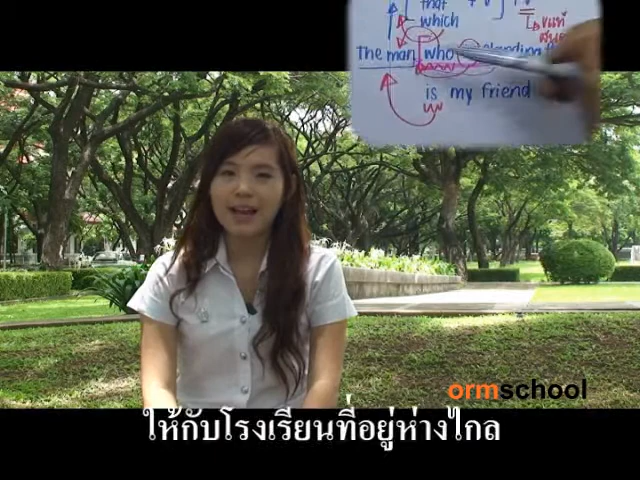 that + V
which
The man who
is my friend
ormschool
ให้กับโรงเรียนที่อยู่ห่างไกล